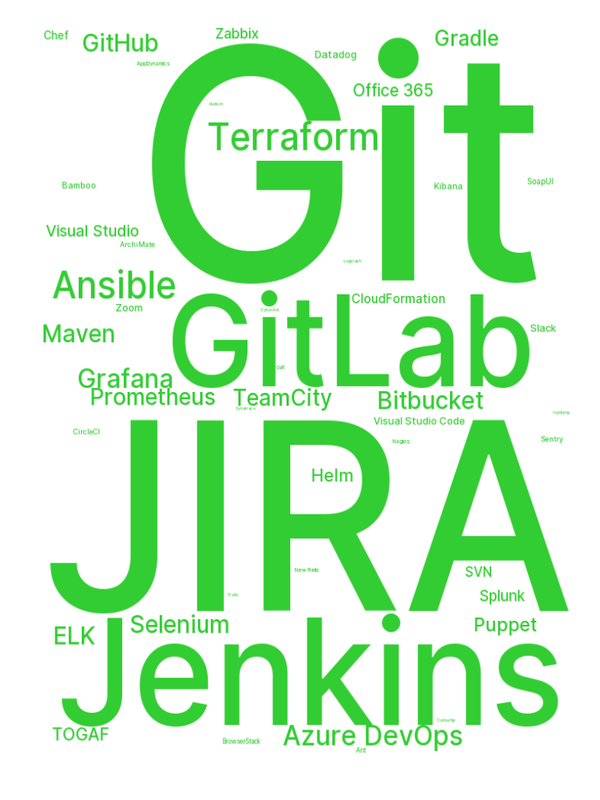 Chef
GitHub
Zabbix
Gradle
AppDynamics
Datadog
Git
Office 365
Terraform
Bamboo
Kibana
SoapUI
Visual Studio
ArchiMate
Ansible
CloudFormation
Zoom
GitLab
Maven
Slack
Grafana
Prometheus
TeamCity
Bitbucket
Visual Studio Code
CircleCI
Nagios
Sentry
JIRA
Helm
New Relic
SVN
Splunk
ELK
Selenium
Puppet
Jenkins
TOGAF
BrowserStack
Azure DevOps
Ant